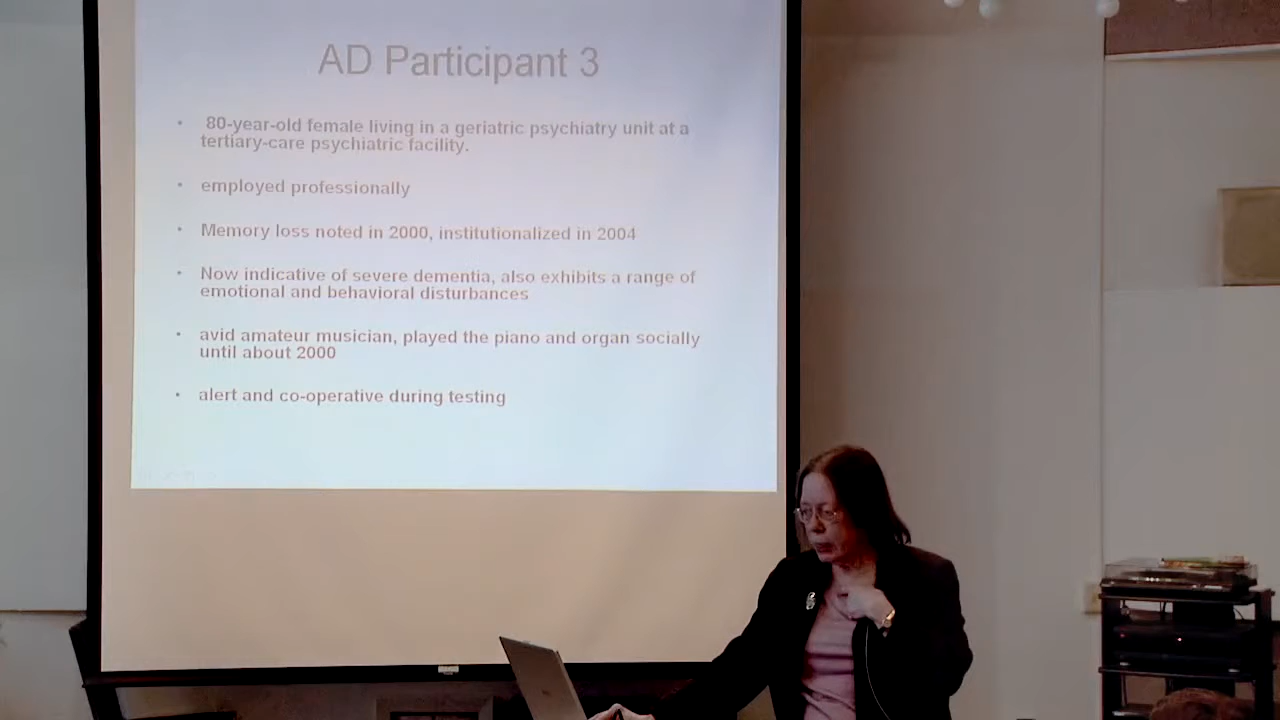 AD Participant 3
• 80-year-old female living in a geriatric psychiatry unit at a
tertiary-care psychiatric facility.
• employed professionally
• Memory loss noted in 2000, institutionalized in 2004
• Now indicative of severe dementia, also exhibits a range of
emotional and behavioral disturbances
• avid amateur musician, played the piano and organ socially
until about 2000
• alert and co-operative during testing